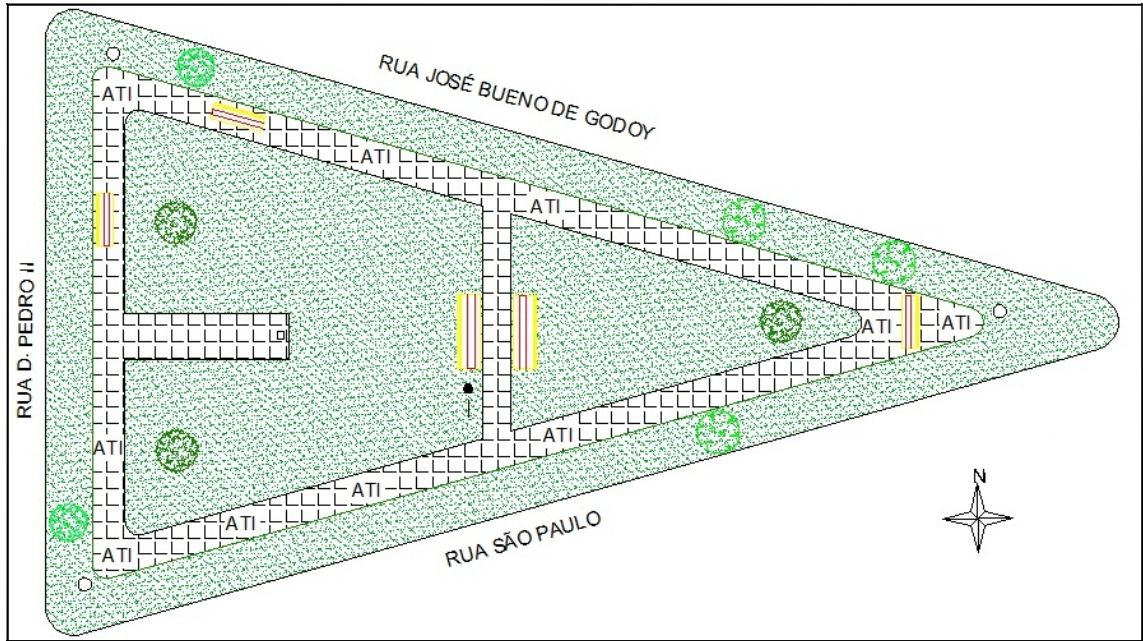 RUA JOSÉ BUENO DE GODOY
ATI
ATI
ATI
RUA D. PEDRO II
ATI
ATI
ATI
ATI
ATI
ATI
ATI
RUA SÃO PAULO
N